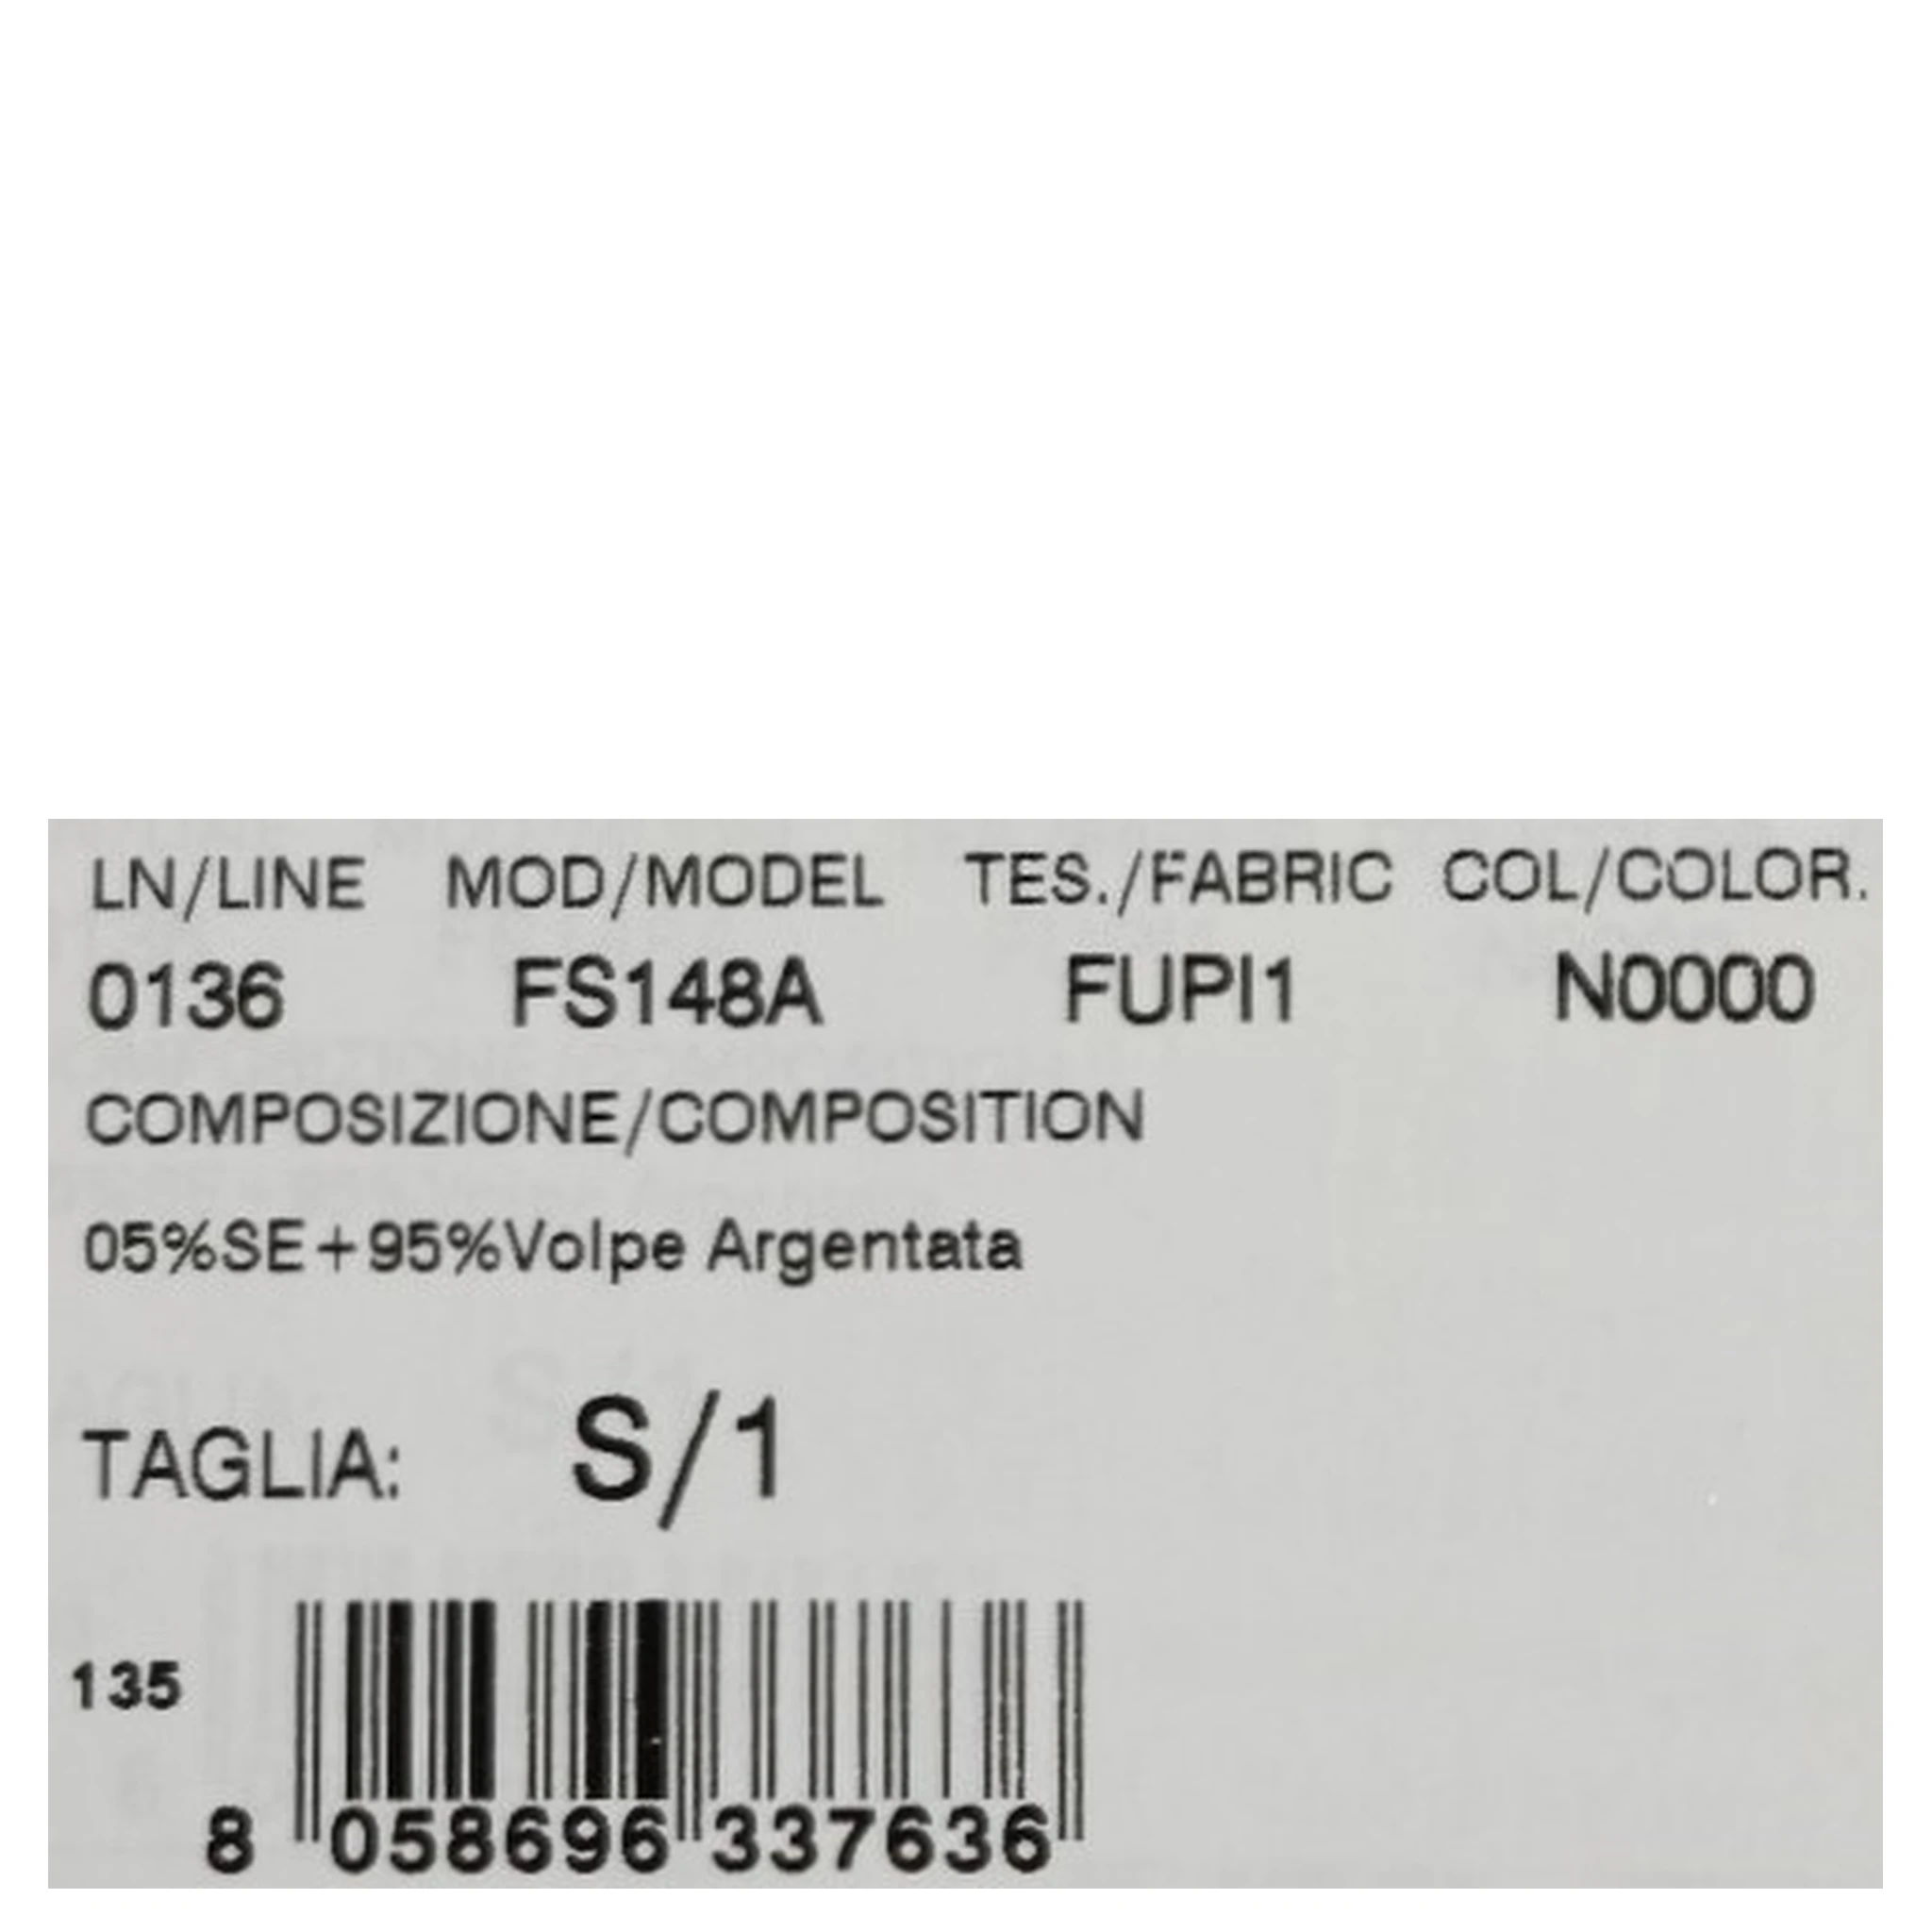 LN/LINE MOD/MODEL TES./FABRIC COL/COLOR.
0136 FS148A FUPI1 N0000
COMPOSIZIONE/COMPOSITION
05%SE+95%Volpe Argentata
TAGLIA: S/1
135
8 058696 337636